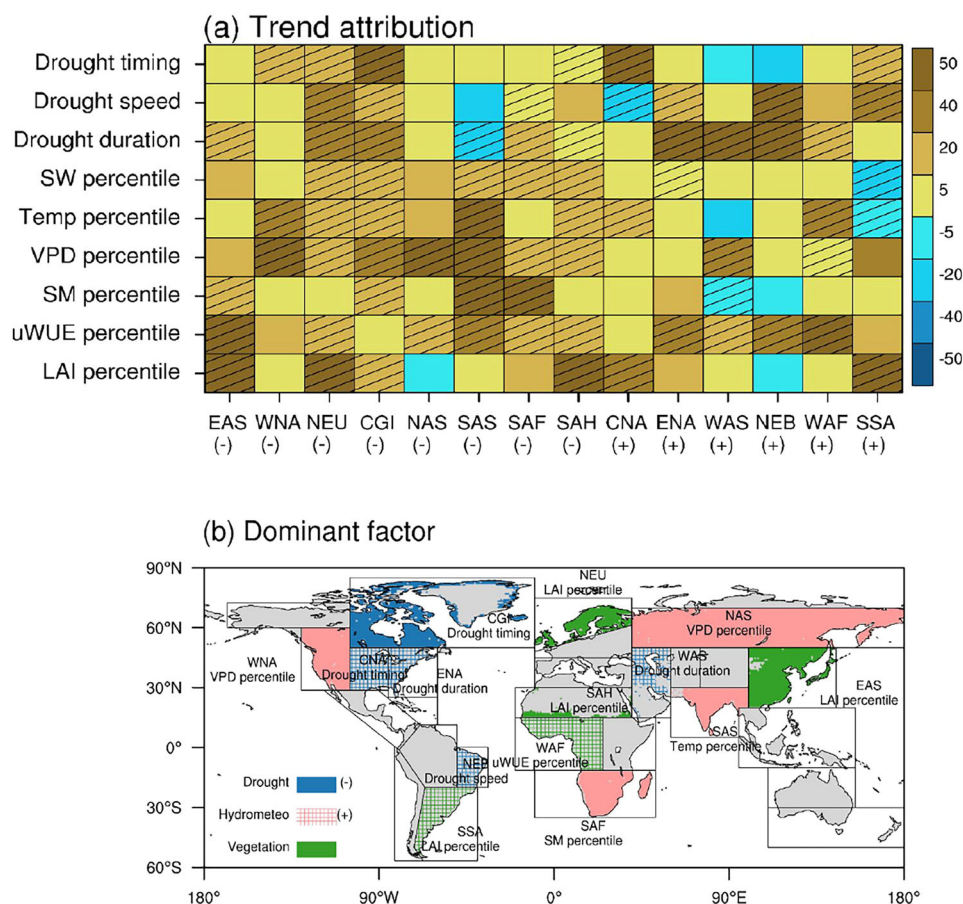 (a) Trend attribution
Drought timing
Drought speed
Drought duration
SW percentile
Temp percentile
VPD percentile
SM percentile
uWUE percentile
LAI percentile
50
40
20
5
-5
-20
-40
-50
EAS WNA NEU CGI NAS SAS SAF SAH CNA ENA WAS NEB WAF SSA
(-) (-) (-) (-) (-) (-) (-) (-) (+) (+) (+) (+) (+) (+)
(b) Dominant factor
90°N
60°N
30°N
0°
30°S
60°S
180° 90°W 0° 90°E 180°
NEU
LAI percentile
CGI
Drought timing
NAS
VPD percentile
WNA
VPD percentile
CNA
Drought timing
ENA
Drought duration
WAS
Drought duration
SAH
LAI percentile
EAS
LAI percentile
SAS
Temp percentile
WAF
uWUE percentile
NEB
Drought speed
SAF
SM percentile
SSA
LAI percentile
Drought (-)
Hydrometeo (+)
Vegetation